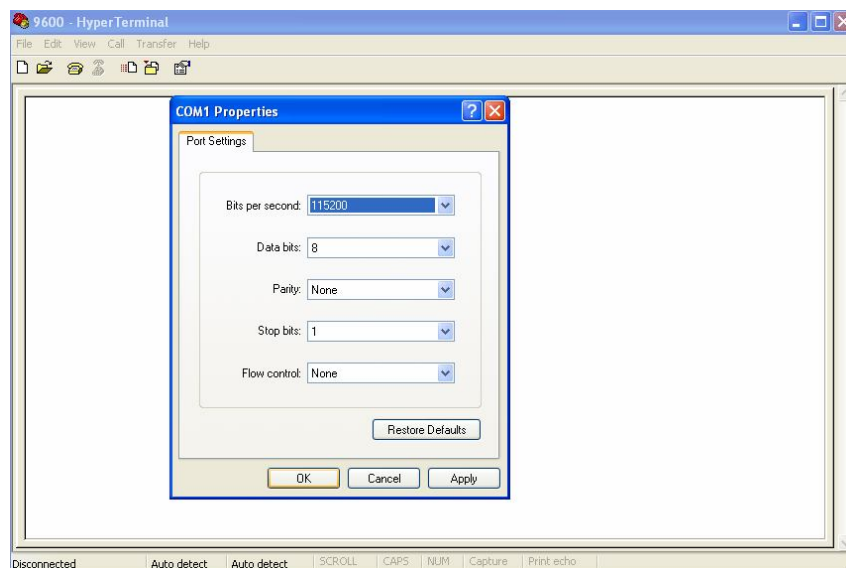 9600 - HyperTerminal
File Edit View Call Transfer Help
COM1 Properties
Port Settings
Bits per second: 115200
Data bits: 8
Parity: None
Stop bits: 1
Flow control: None
Restore Defaults
OK Cancel Apply
Disconnected Auto detect Auto detect SCROLL CAPS NUM Capture Print echo